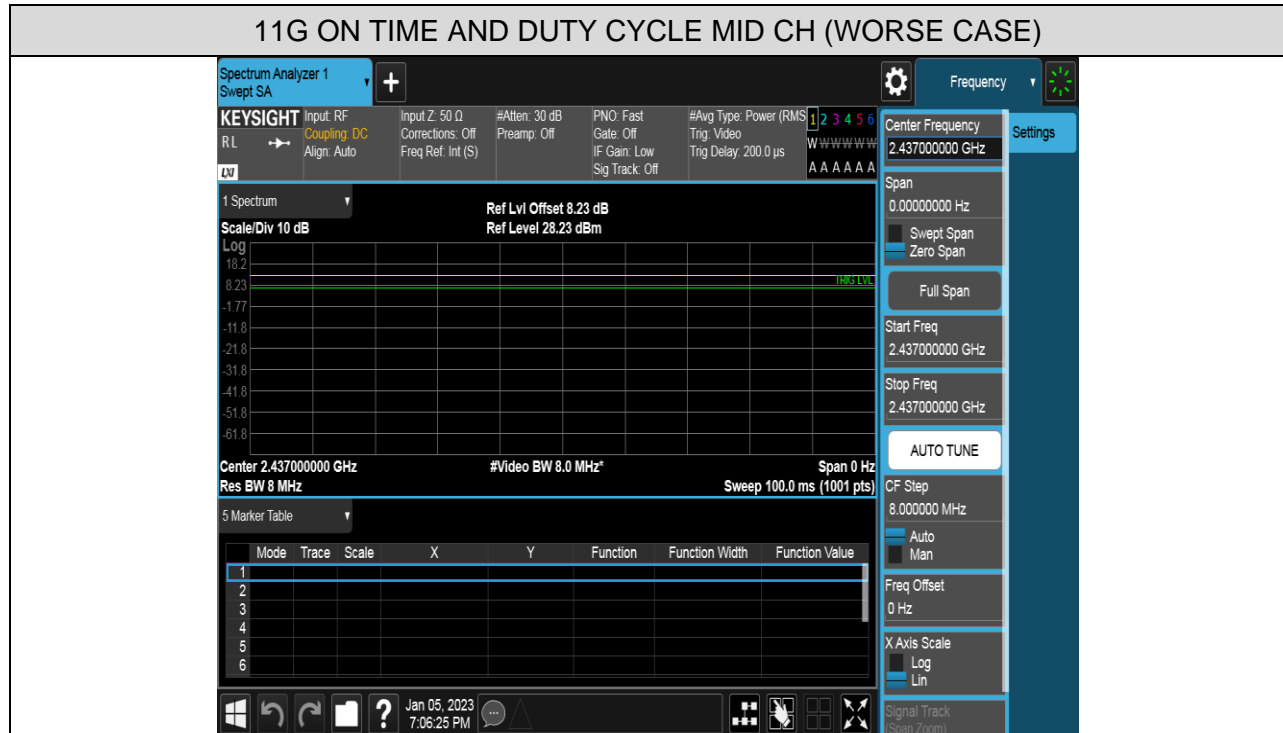 11G ON TIME AND DUTY CYCLE MID CH (WORSE CASE)
Spectrum Analyzer 1
Swept SA
+
Frequency
KEYSIGHT
RL
LXI
Input: RF
Coupling: DC
Align: Auto
Input Z: 50 Ω
Corrections: Off
Freq Ref: Int (S)
#Atten: 30 dB
Preamp: Off
PNO: Fast
Gate: Off
IF Gain: Low
Sig Track: Off
#Avg Type: Power (RMS
Trig: Video
Trig Delay: 200.0 µs
1 2 3 4 5 6
W W W W W W
A A A A A A
1 Spectrum
Scale/Div 10 dB
Ref Lvl Offset 8.23 dB
Ref Level 28.23 dBm
Log
18.2
8.23
-1.77
-11.8
-21.8
-31.8
-41.8
-51.8
-61.8
TRIG LVL
Center 2.437000000 GHz
#Video BW 8.0 MHz*
Span 0 Hz
Res BW 8 MHz
Sweep 100.0 ms (1001 pts)
5 Marker Table
Mode Trace Scale X Y Function Function Width Function Value
1
2
3
4
5
6
Jan 05, 2023
7:06:25 PM
?
Center Frequency
2.437000000 GHz
Settings
Span
0.00000000 Hz
Swept Span
Zero Span
Full Span
Start Freq
2.437000000 GHz
Stop Freq
2.437000000 GHz
AUTO TUNE
CF Step
8.000000 MHz
Auto
Man
Freq Offset
0 Hz
X Axis Scale
Log
Lin
Signal Track
(Span Zoom)